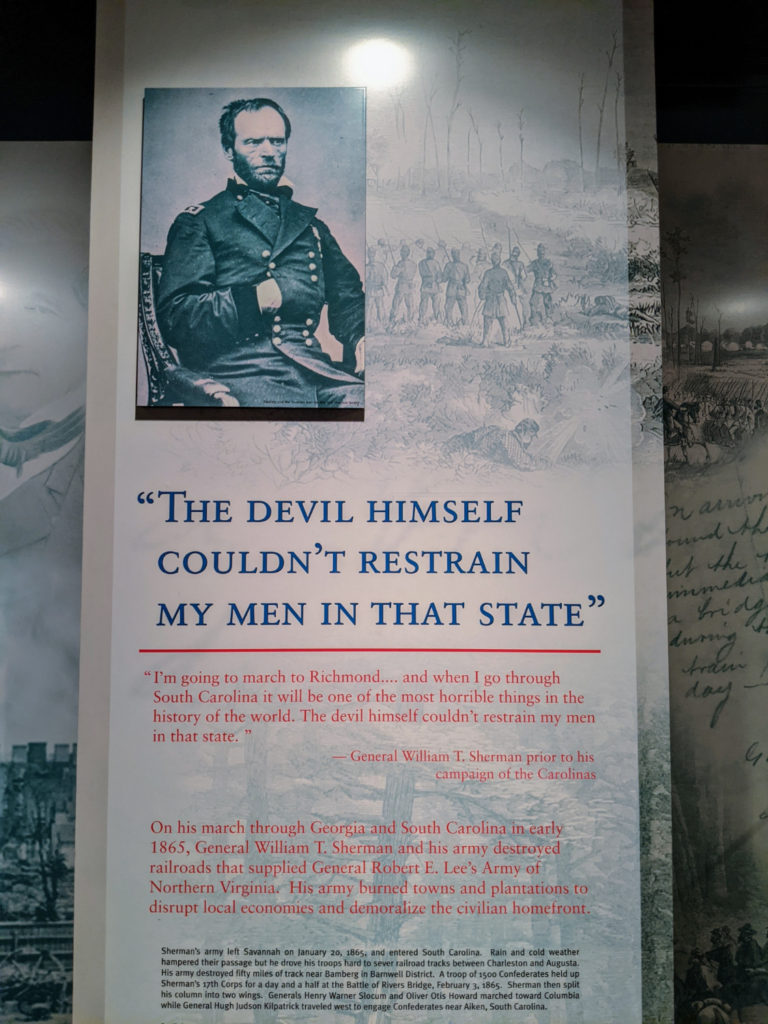 “THE DEVIL HIMSELF
COULDN’T RESTRAIN
MY MEN IN THAT STATE”
“I’m going to march to Richmond.... and when I go through
South Carolina it will be one of the most horrible things in the
history of the world. The devil himself couldn’t restrain my men
in that state. ”
— General William T. Sherman prior to his
campaign of the Carolinas
On his march through Georgia and South Carolina in early
1865, General William T. Sherman and his army destroyed
railroads that supplied General Robert E. Lee’s Army of
Northern Virginia. His army burned towns and plantations to
disrupt local economies and demoralize the civilian homefront.
Sherman’s army left Savannah on January 20, 1865, and entered South Carolina. Rain and cold weather
hampered their passage but he drove his troops hard to sever railroad tracks between Charleston and Augusta.
His army destroyed fifty miles of track near Bamberg in Barnwell District. A troop of 1500 Confederates held up
Sherman’s 17th Corps for a day and a half at the Battle of Rivers Bridge, February 3, 1865. Sherman then split
his column into two wings. Generals Henry Warner Slocum and Oliver Otis Howard marched toward Columbia
while General Hugh Judson Kilpatrick traveled west to engage Confederates near Aiken, South Carolina.
but the
a bridge
during
train
day —